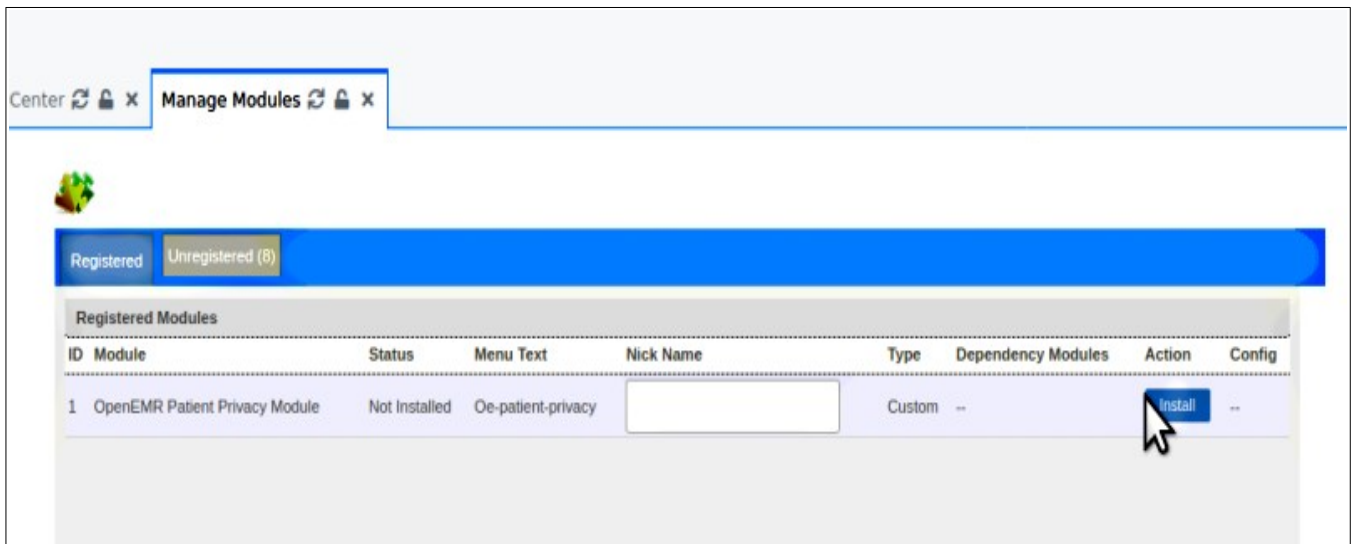 Center
Manage Modules
Registered
Unregistered (8)
Registered Modules
ID Module Status Menu Text Nick Name Type Dependency Modules Action Config
1 OpenEMR Patient Privacy Module Not Installed Oe-patient-privacy Custom -- Install --